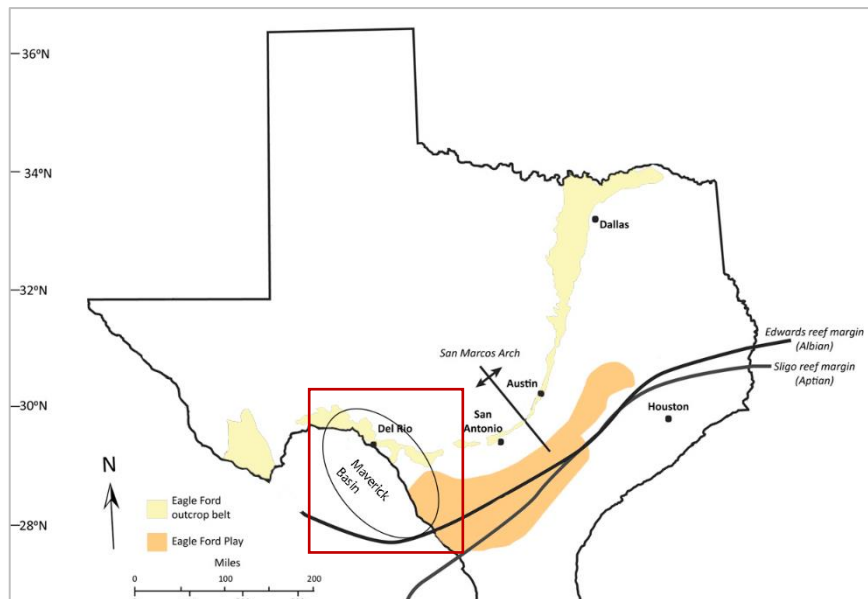 36ºN
34ºN
Dallas
32ºN
Edwards reef margin
(Albian)
San Marcos Arch
Sligo reef margin
(Aptian)
Austin
30ºN
Houston
San
Antonio
Del Rio
Maverick
Basin
N
Eagle Ford
outcrop belt
28ºN
Eagle Ford Play
Miles
0 100 200